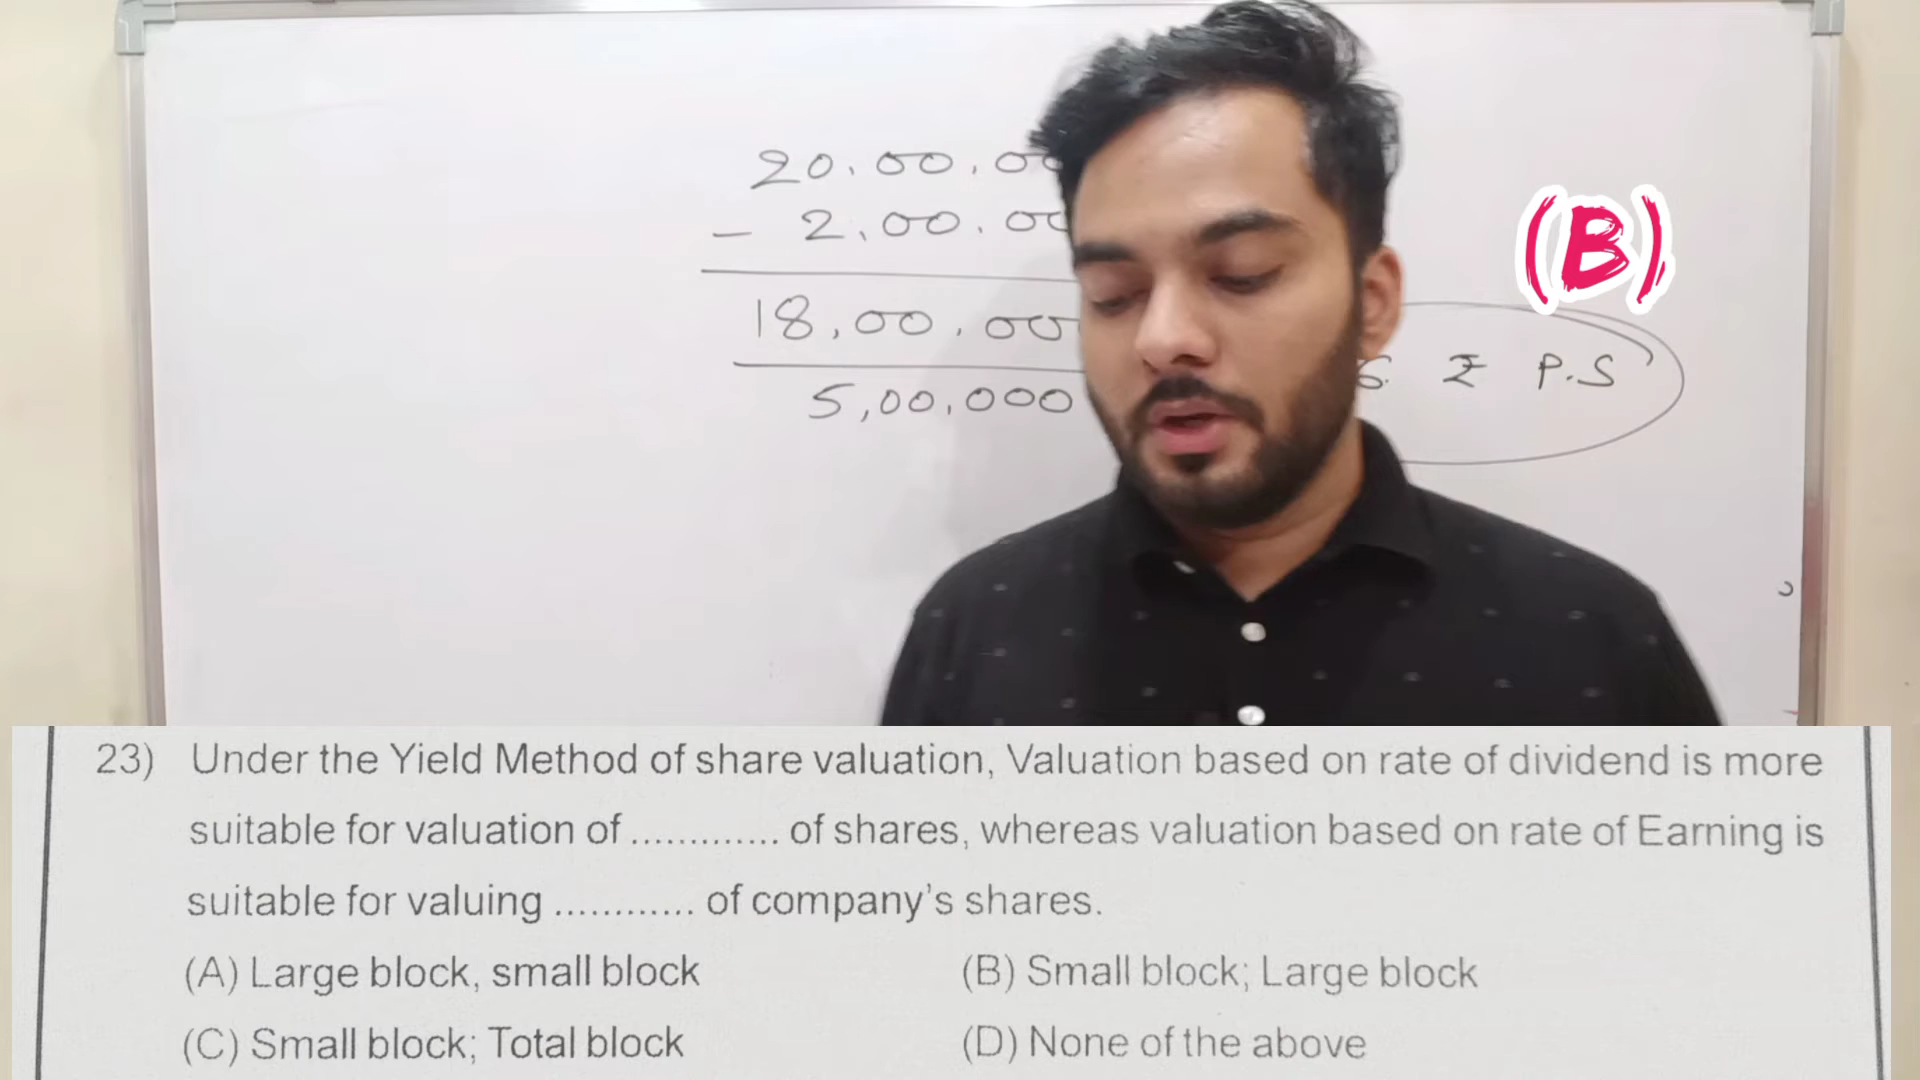 20,00,00
- 2,00,00
18,00,00
5,00,000
(B)
₹ P.S
23) Under the Yield Method of share valuation, Valuation based on rate of dividend is more
suitable for valuation of ............. of shares, whereas valuation based on rate of Earning is
suitable for valuing ............ of company's shares.
(A) Large block, small block (B) Small block; Large block
(C) Small block; Total block (D) None of the above